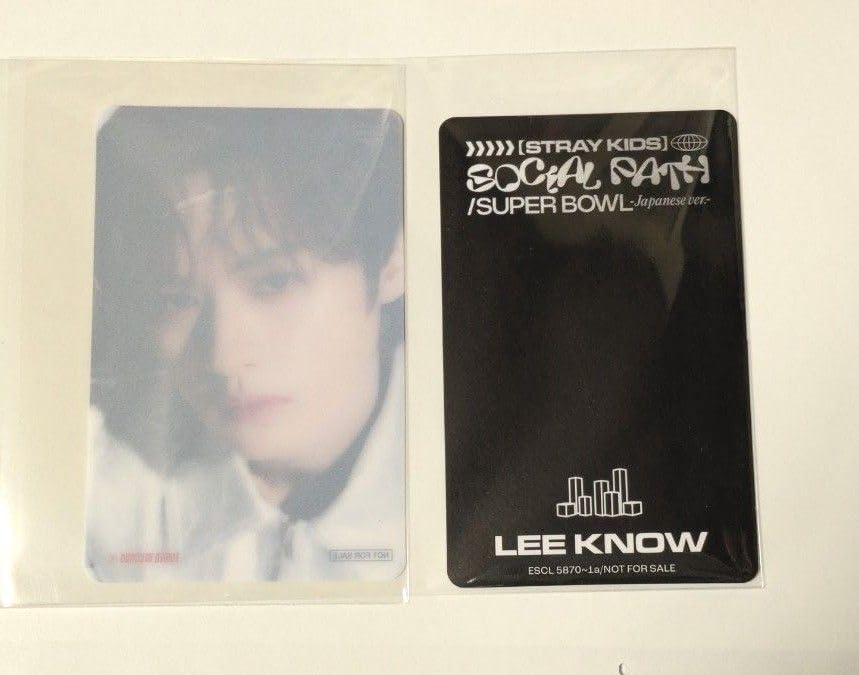 [STRAY KIDS]
SOCIAL PATH
/SUPER BOWL -Japanese ver.-
LEE KNOW
ESCL 5870~1a/NOT FOR SALE
NOT FOR SALE